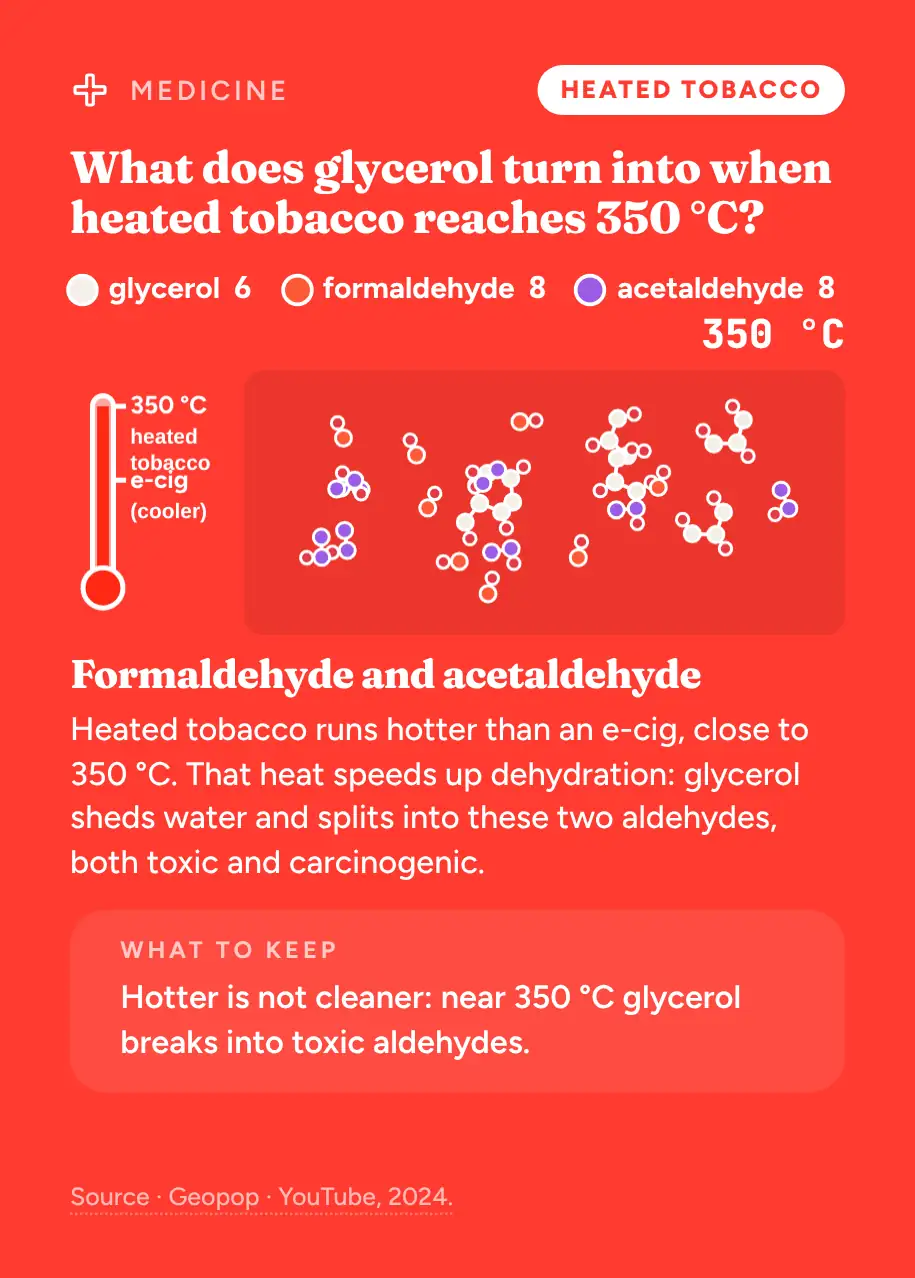 MEDICINE
HEATED TOBACCO
What does glycerol turn into when
heated tobacco reaches 350 °C?
glycerol 6 formaldehyde 8 acetaldehyde 8
350 °C
350 °C
heated
tobacco
e-cig
(cooler)
Formaldehyde and acetaldehyde
Heated tobacco runs hotter than an e-cig, close to
350 °C. That heat speeds up dehydration: glycerol
sheds water and splits into these two aldehydes,
both toxic and carcinogenic.
WHAT TO KEEP
Hotter is not cleaner: near 350 °C glycerol
breaks into toxic aldehydes.
Source · Geopop · YouTube, 2024.